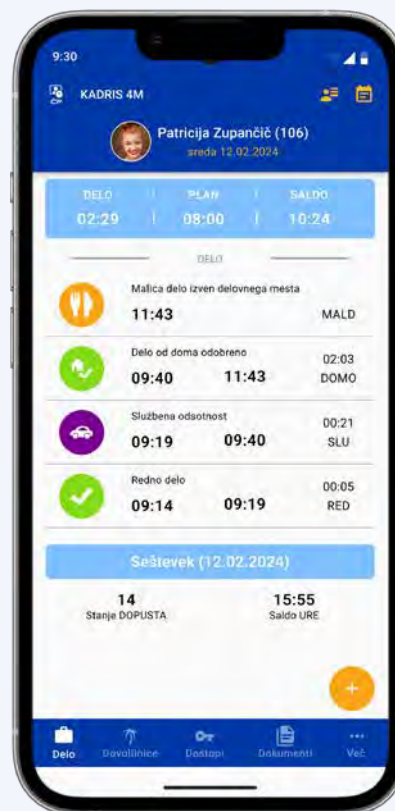 9:30
KADRIS 4M
Patricija Zupančič (106)
sreda 12.02.2024
DELO PLAN SALDO
02:29 08:00 10:24
DELO
Malica delo izven delovnega mesta
11:43 MALD
Delo od doma odobreno
09:40 11:43 02:03 DOMO
Službena odsotnost
09:19 09:40 00:21 SLU
Redno delo
09:14 09:19 00:05 RED
Seštevek (12.02.2024)
14 15:55
Stanje DOPUSTA Saldo URE
Delo Dovolilnice Dostopi Dokumenti Več